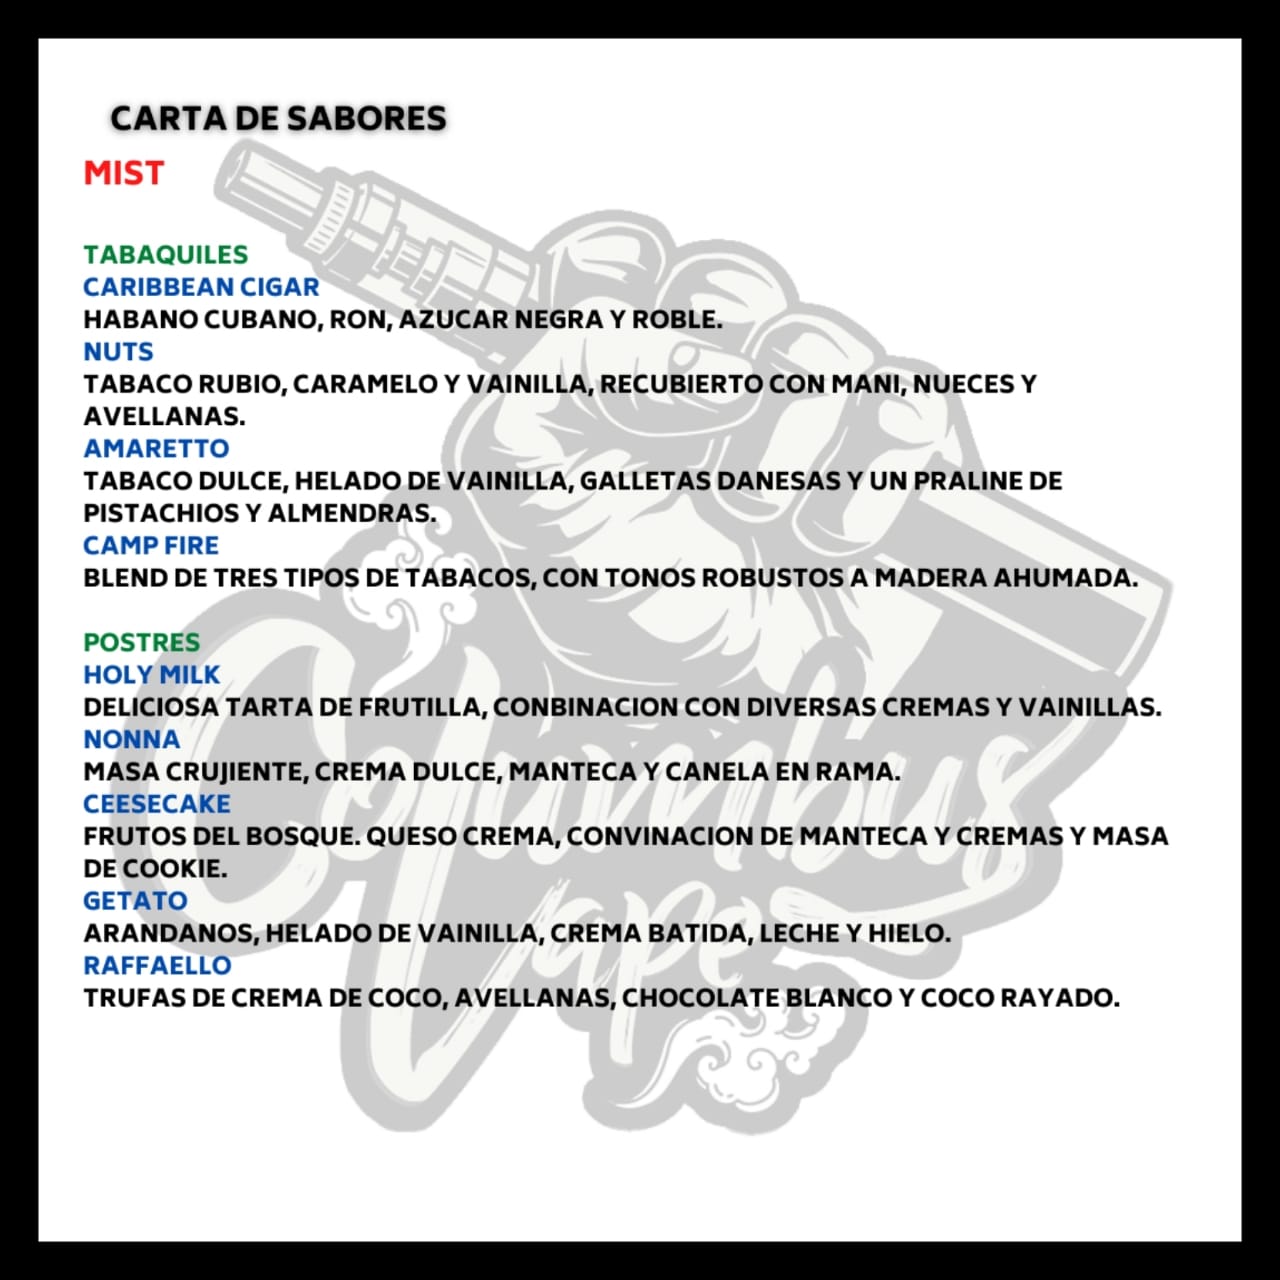 CARTA DE SABORES
MIST
TABAQUILES
CARIBBEAN CIGAR
HABANO CUBANO, RON, AZUCAR NEGRA Y ROBLE.
NUTS
TABACO RUBIO, CARAMELO Y VAINILLA, RECUBIERTO CON MANI, NUECES Y
AVELLANAS.
AMARETTO
TABACO DULCE, HELADO DE VAINILLA, GALLETAS DANESAS Y UN PRALINE DE
PISTACHIOS Y ALMENDRAS.
CAMP FIRE
BLEND DE TRES TIPOS DE TABACOS, CON TONOS ROBUSTOS A MADERA AHUMADA.
POSTRES
HOLY MILK
DELICIOSA TARTA DE FRUTILLA, CONBINACION CON DIVERSAS CREMAS Y VAINILLAS.
NONNA
MASA CRUJIENTE, CREMA DULCE, MANTECA Y CANELA EN RAMA.
CEESECAKE
FRUTOS DEL BOSQUE. QUESO CREMA, CONVINACION DE MANTECA Y CREMAS Y MASA
DE COOKIE.
GETATO
ARANDANOS, HELADO DE VAINILLA, CREMA BATIDA, LECHE Y HIELO.
RAFFAELLO
TRUFAS DE CREMA DE COCO, AVELLANAS, CHOCOLATE BLANCO Y COCO RAYADO.
Columbus
Vape